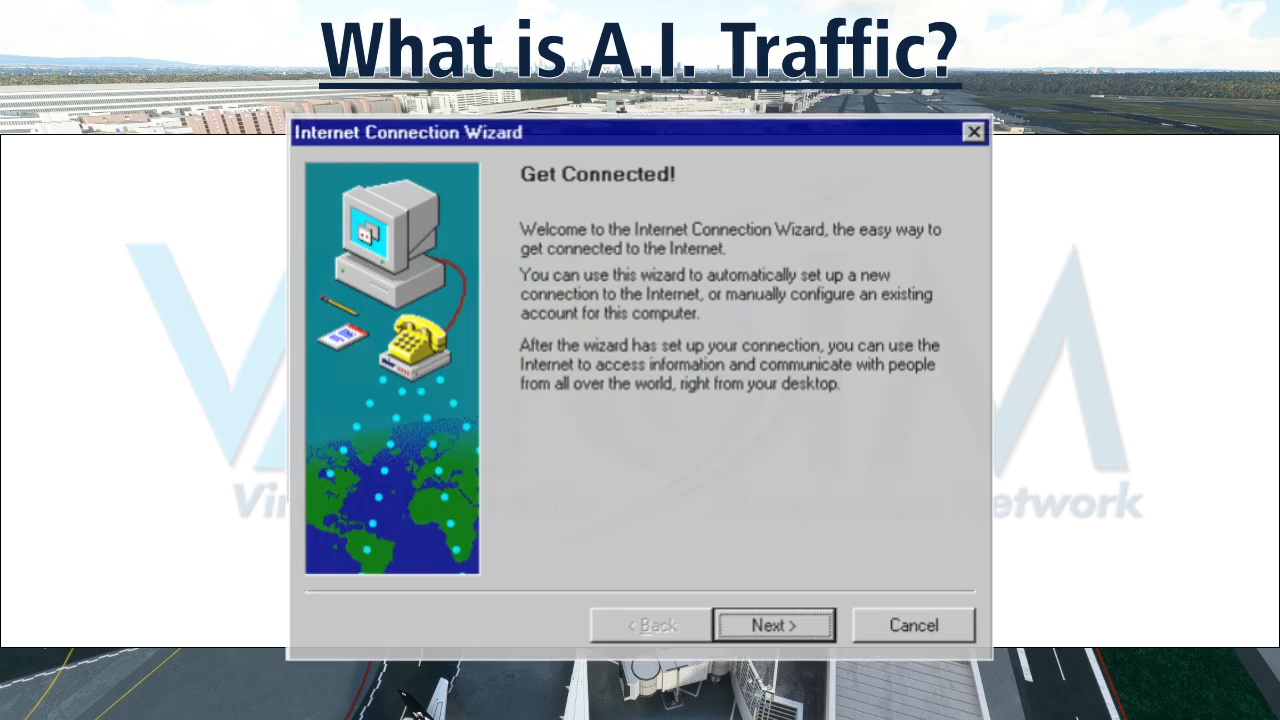 What is A.I. Traffic?
Internet Connection Wizard
Get Connected!
Welcome to the Internet Connection Wizard, the easy way to
get connected to the Internet.
You can use this wizard to automatically set up a new
connection to the Internet, or manually configure an existing
account for this computer.
After the wizard has set up your connection, you can use the
Internet to access information and communicate with people
from all over the world, right from your desktop.
Simulation Network
< Back
Next >
Cancel